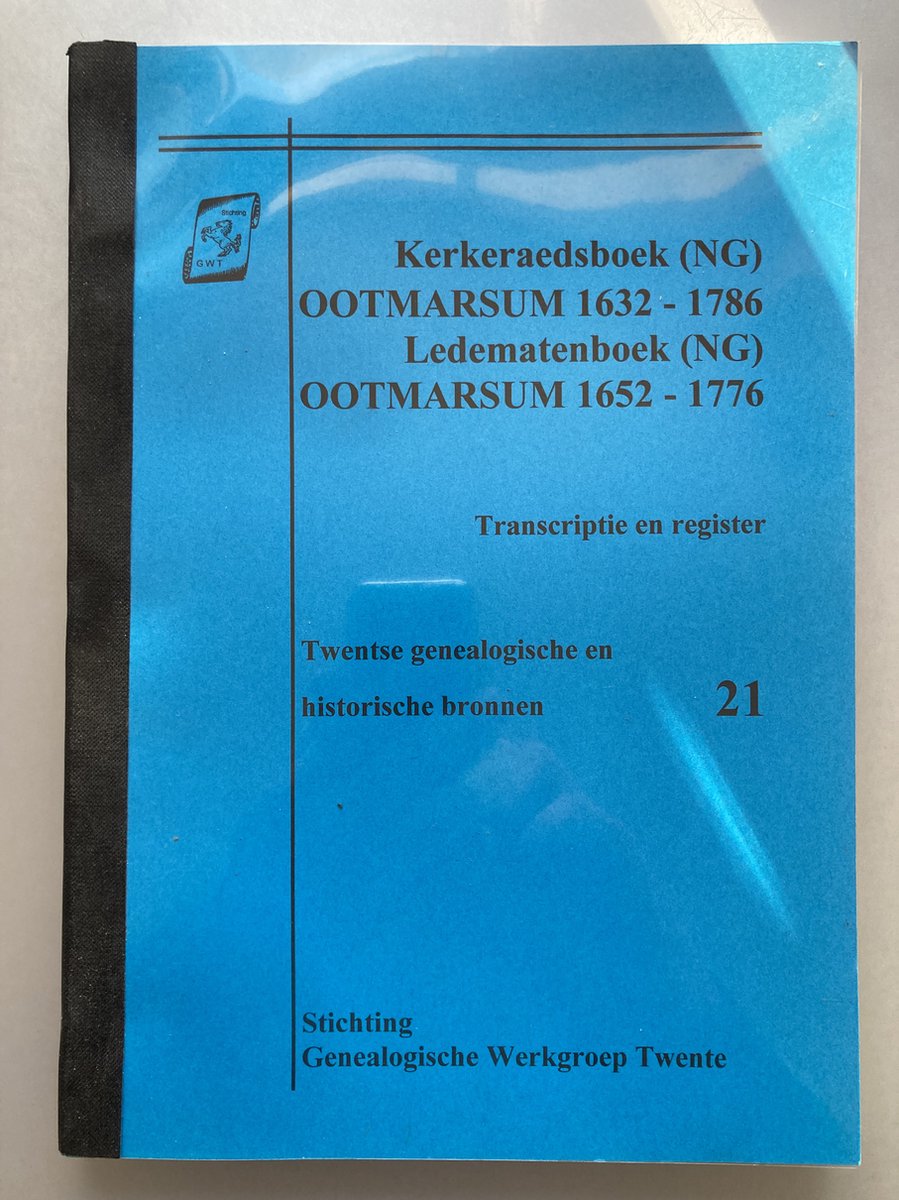 Stichting
GWT
Kerkeraedsboek (NG)
OOTMARSUM 1632 - 1786
Ledematenboek (NG)
OOTMARSUM 1652 - 1776
Transcriptie en register
Twentse genealogische en
historische bronnen 21
Stichting
Genealogische Werkgroep Twente